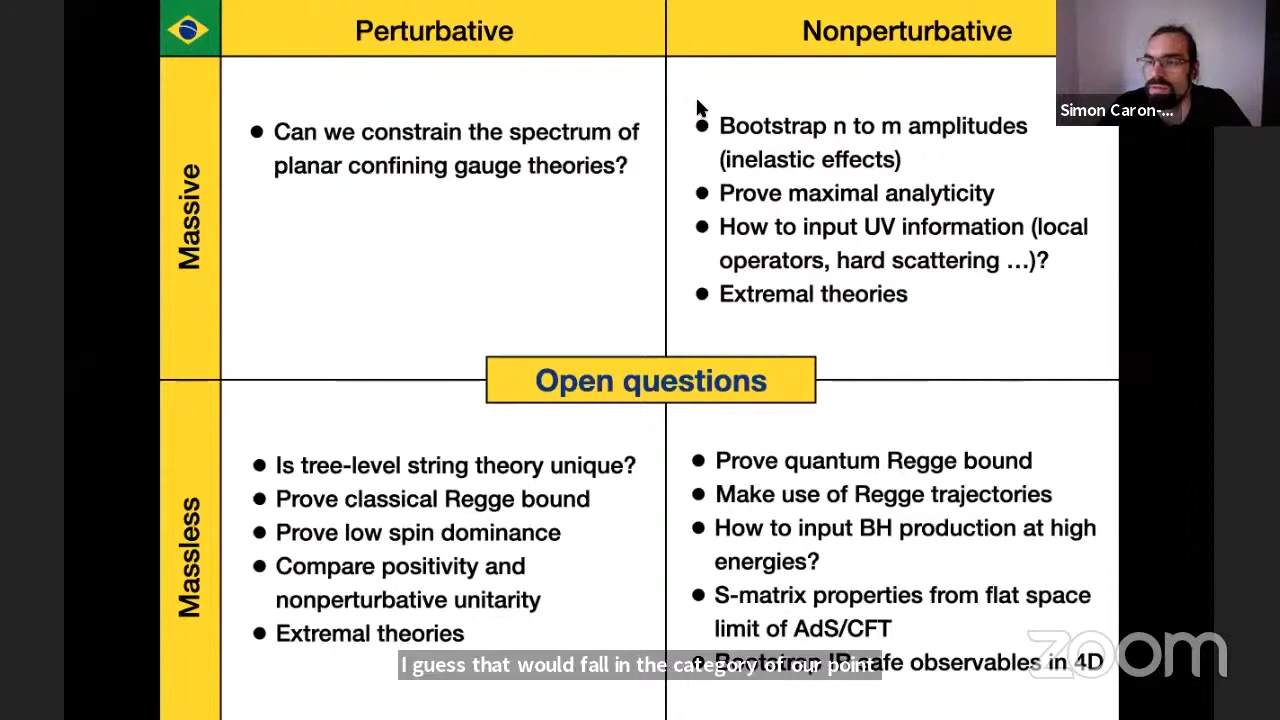 Perturbative
Nonperturbative
Simon Caron-...
Massive
● Can we constrain the spectrum of
planar confining gauge theories?
● Bootstrap n to m amplitudes
(inelastic effects)
● Prove maximal analyticity
● How to input UV information (local
operators, hard scattering …)?
● Extremal theories
Open questions
Massless
● Is tree-level string theory unique?
● Prove classical Regge bound
● Prove low spin dominance
● Compare positivity and
nonperturbative unitarity
● Extremal theories
● Prove quantum Regge bound
● Make use of Regge trajectories
● How to input BH production at high
energies?
● S-matrix properties from flat space
limit of AdS/CFT
● Bootstrap IR safe observables in 4D
I guess that would fall in the category of our point
zoom